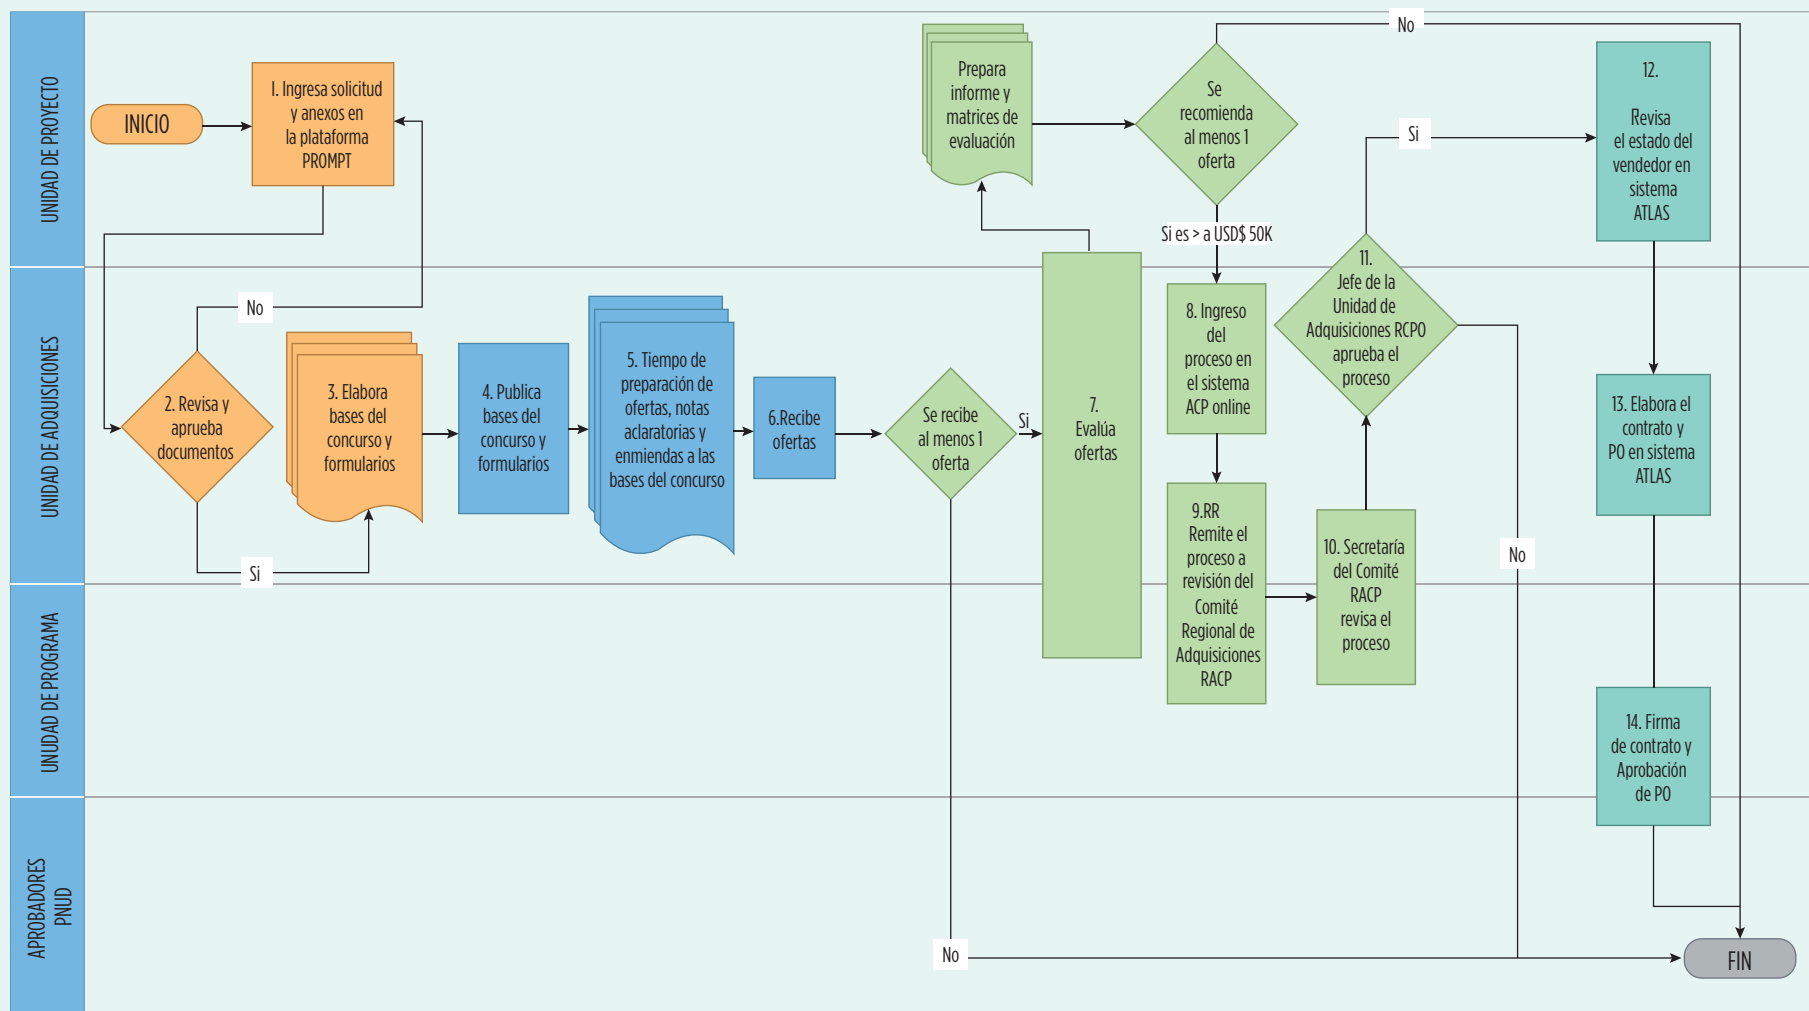 UNIDAD DE PROYECTO
INICIO
1. Ingresa solicitud
y anexos en
la plataforma
PROMPT
Prepara
informe y
matrices de
evaluación
Se
recomienda
al menos 1
oferta
No
Si es > a USD$ 50K
Si
12.
Revisa
el estado del
vendedor en
sistema
ATLAS
UNIDAD DE ADQUISICIONES
No
2. Revisa y
aprueba
documentos
Si
3. Elabora
bases del
concurso y
formularios
4. Publica
bases del
concurso y
formularios
5. Tiempo de
preparación de
ofertas, notas
aclaratorias y
enmiendas a las
bases del concurso
6.Recibe
ofertas
Se recibe
al menos 1
oferta
Si
7.
Evalúa
ofertas
8. Ingreso
del
proceso en
el sistema
ACP online
9.RR
Remite el
proceso a
revisión del
Comité
Regional de
Adquisiciones
RACP
10. Secretaría
del Comité
RACP
revisa el
proceso
11.
Jefe de la
Unidad de
Adquisiciones RCPO
aprueba el
proceso
No
13. Elabora el
contrato y
PO en sistema
ATLAS
UNUDAD DE PROGRAMA
14. Firma
de contrato y
Aprobación
de PO
APROBADORES
PNUD
No
FIN